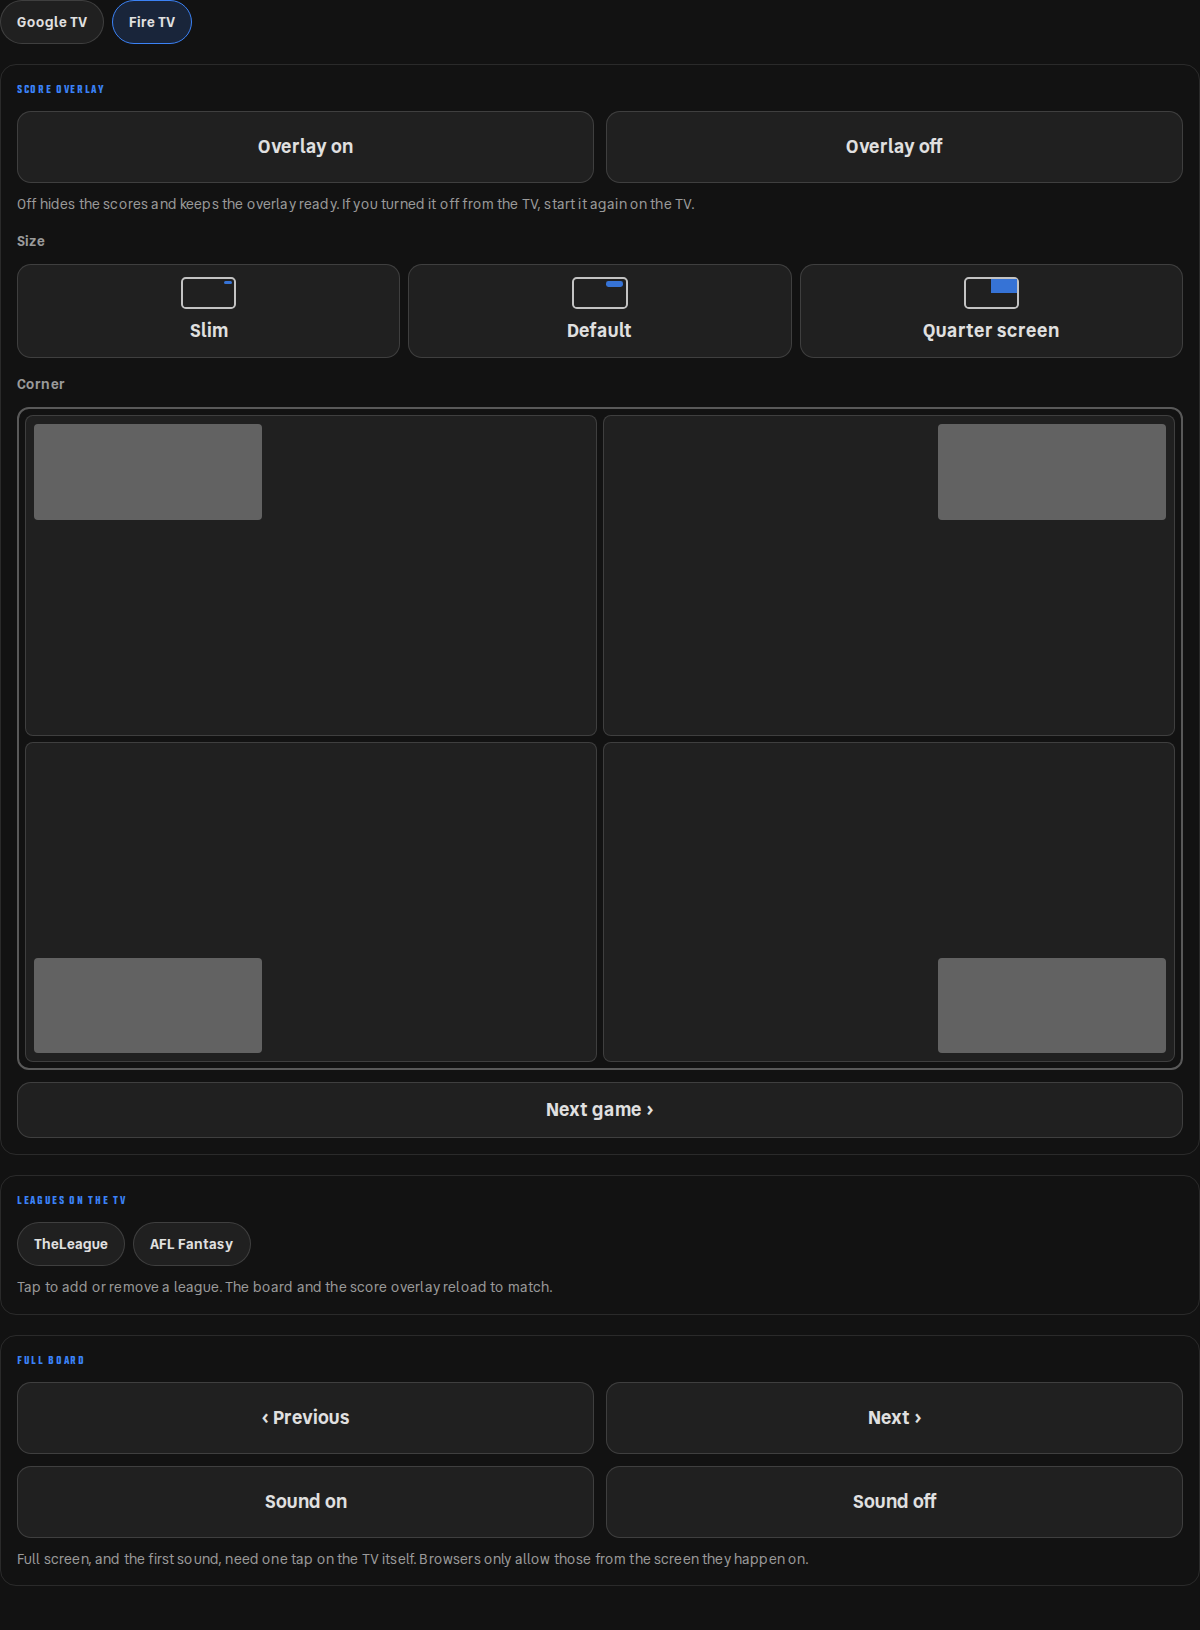 Google TV
Fire TV
SCORE OVERLAY
Overlay on
Overlay off
Off hides the scores and keeps the overlay ready. If you turned it off from the TV, start it again on the TV.
Size
Slim
Default
Quarter screen
Corner
Next game ›
LEAGUES ON THE TV
TheLeague
AFL Fantasy
Tap to add or remove a league. The board and the score overlay reload to match.
FULL BOARD
‹ Previous
Next ›
Sound on
Sound off
Full screen, and the first sound, need one tap on the TV itself. Browsers only allow those from the screen they happen on.